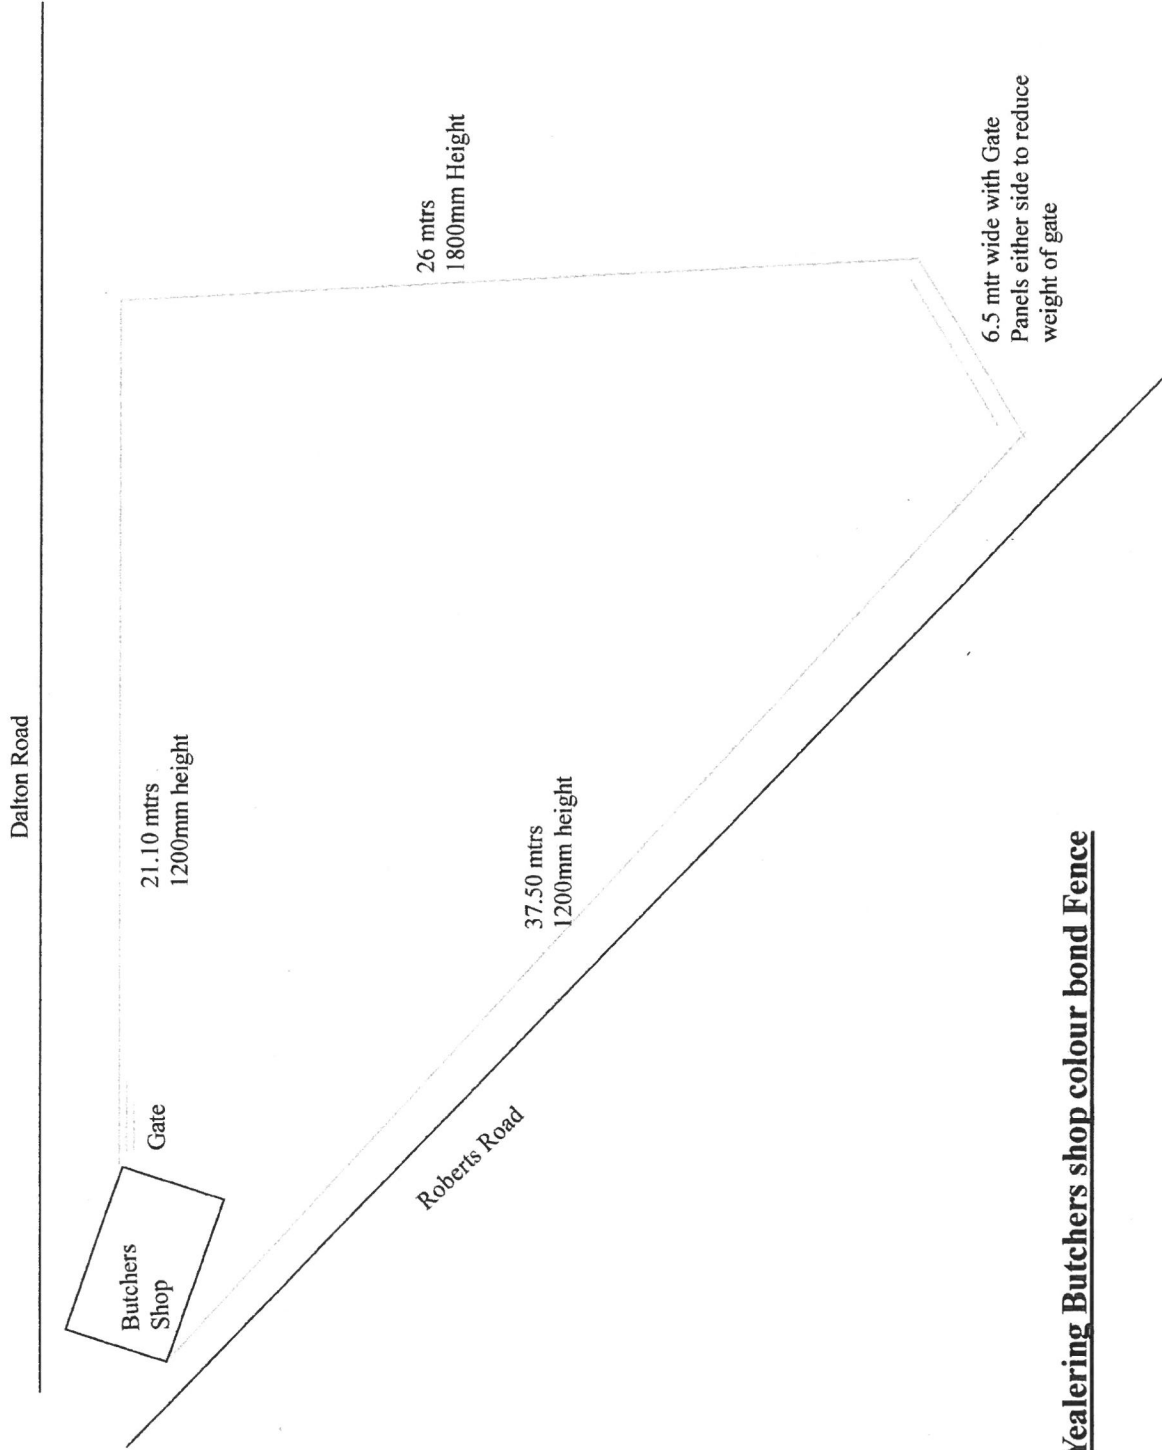 Dalton Road
Butchers
Shop
Gate
21.10 mtrs
1200mm height
26 mtrs
1800mm Height
Roberts Road
37.50 mtrs
1200mm height
6.5 mtr wide with Gate
Panels either side to reduce
weight of gate
Yealering Butchers shop colour bond Fence